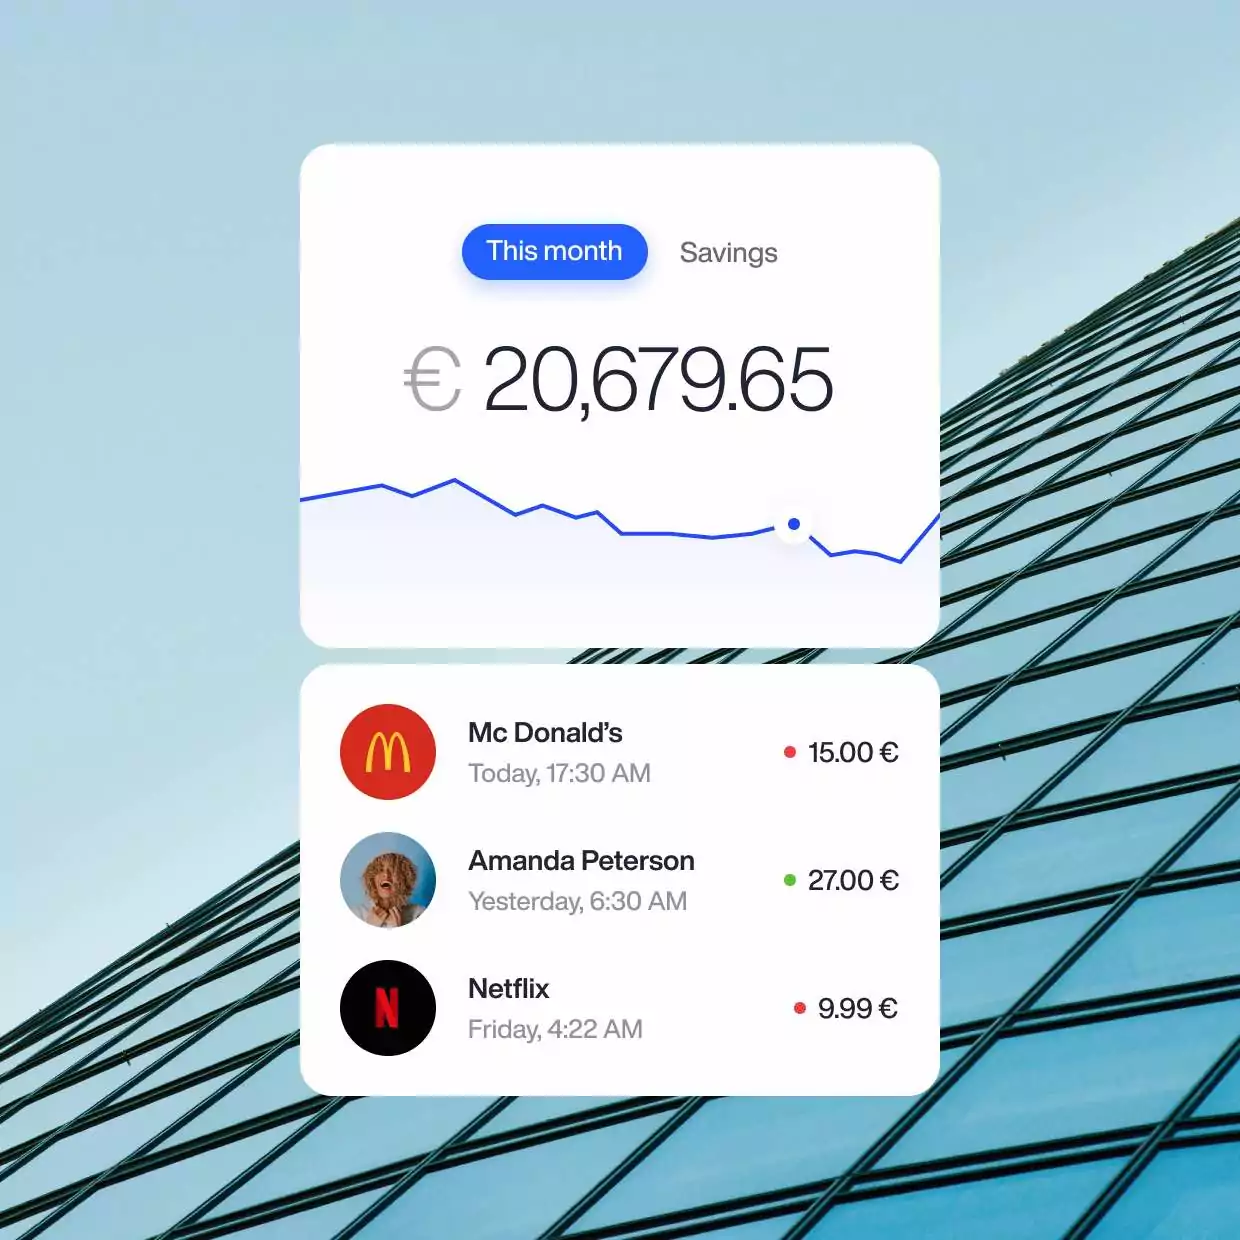 This month
Savings
€ 20,679.65
Mc Donald’s
Today, 17:30 AM
15.00 €
Amanda Peterson
Yesterday, 6:30 AM
27.00 €
N
Netflix
Friday, 4:22 AM
9.99 €